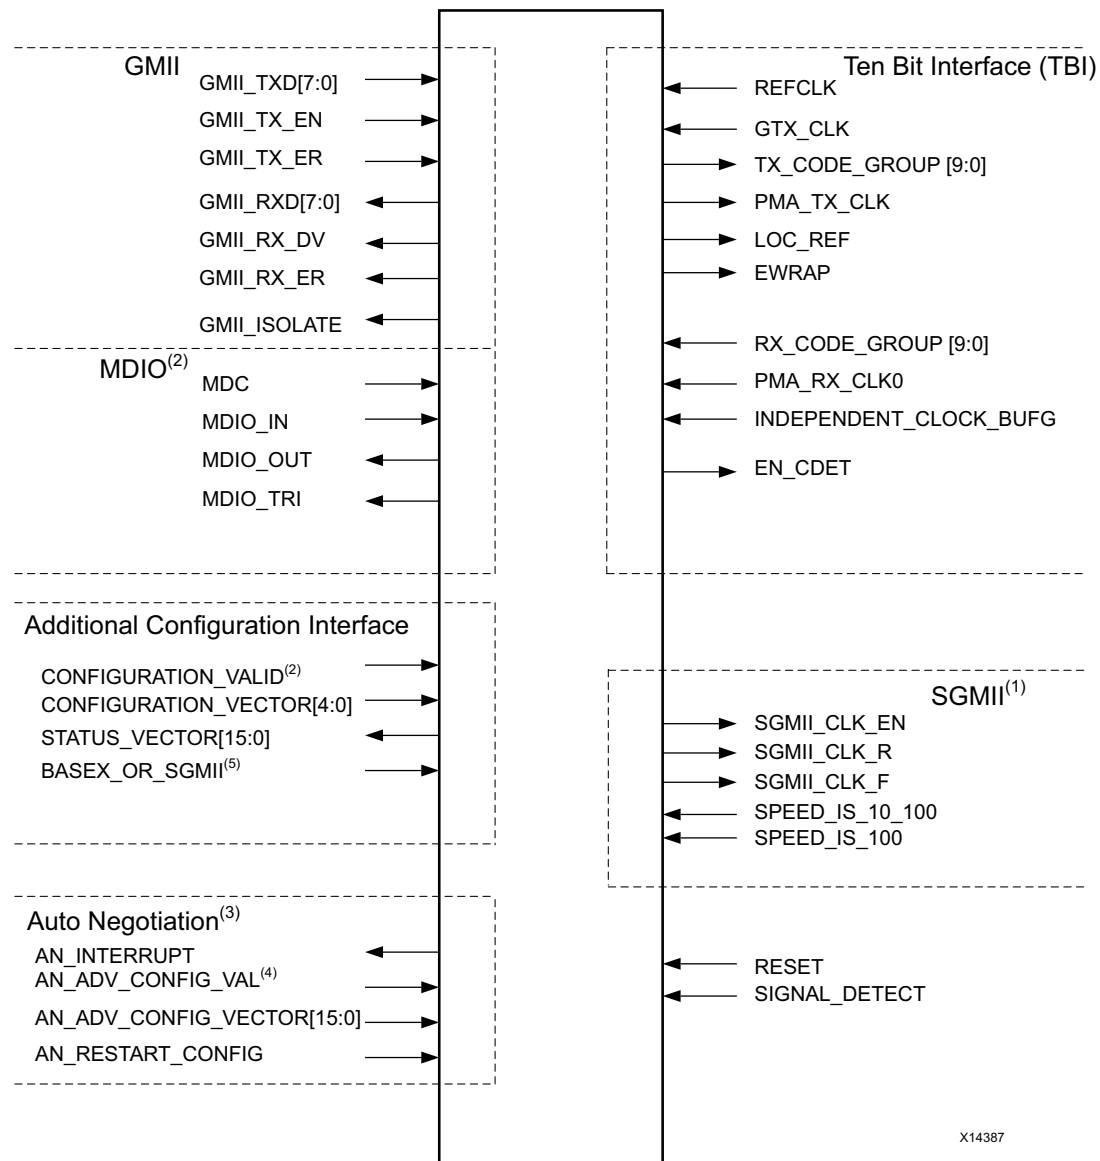 GMII
GMII_TXD[7:0]
GMII_TX_EN
GMII_TX_ER
GMII_RXD[7:0]
GMII_RX_DV
GMII_RX_ER
GMII_ISOLATE
MDIO(2)
MDC
MDIO_IN
MDIO_OUT
MDIO_TRI
Additional Configuration Interface
CONFIGURATION_VALID(2)
CONFIGURATION_VECTOR[4:0]
STATUS_VECTOR[15:0]
BASEX_OR_SGMII(5)
Auto Negotiation(3)
AN_INTERRUPT
AN_ADV_CONFIG_VAL(4)
AN_ADV_CONFIG_VECTOR[15:0]
AN_RESTART_CONFIG
Ten Bit Interface (TBI)
REFCLK
GTX_CLK
TX_CODE_GROUP [9:0]
PMA_TX_CLK
LOC_REF
EWRAP
RX_CODE_GROUP [9:0]
PMA_RX_CLK0
INDEPENDENT_CLOCK_BUFG
EN_CDET
SGMII(1)
SGMII_CLK_EN
SGMII_CLK_R
SGMII_CLK_F
SPEED_IS_10_100
SPEED_IS_100
RESET
SIGNAL_DETECT
X14387